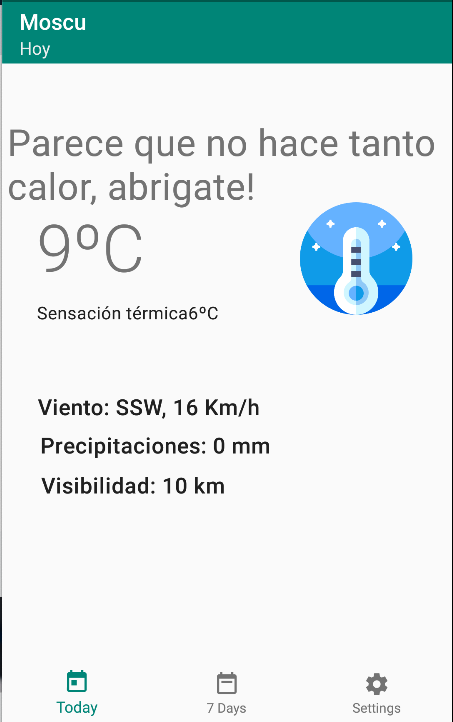 Moscu
Hoy
Parece que no hace tanto
calor, abrigate!
9ºC
Sensación térmica6ºC
Viento: SSW, 16 Km/h
Precipitaciones: 0 mm
Visibilidad: 10 km
Today
7 Days
Settings